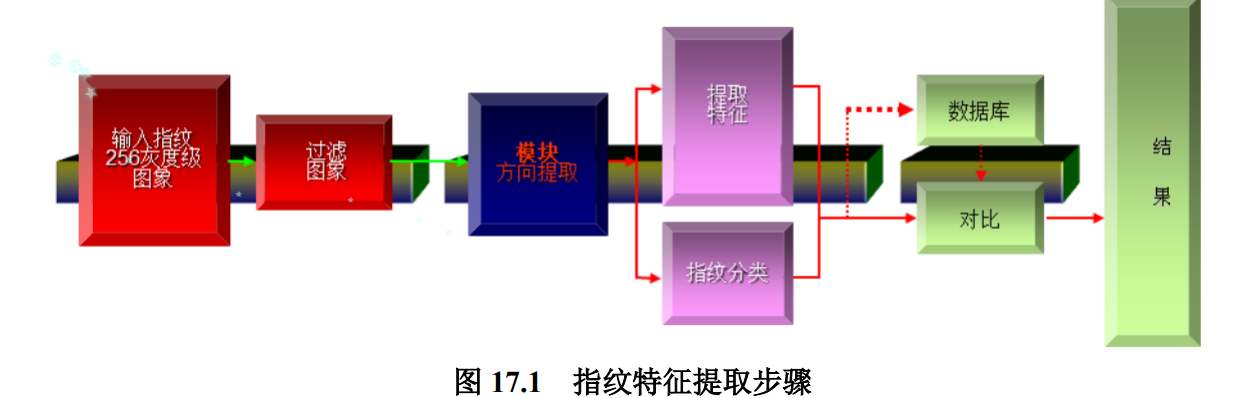 输入指纹
256灰度级
图象
过滤
图象
模块
方向提取
提取
特征
指纹分类
数据库
对比
结
果
图 17.1 指纹特征提取步骤